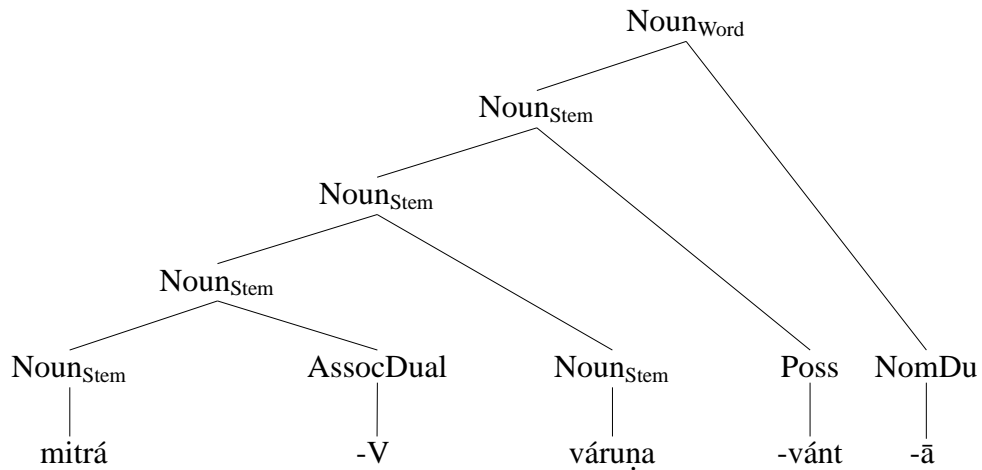 Noun_Word
Noun_Stem
Noun_Stem
Noun_Stem
Noun_Stem AssocDual Noun_Stem Poss NomDu
mitrá -V váruṇa -vánt -ā